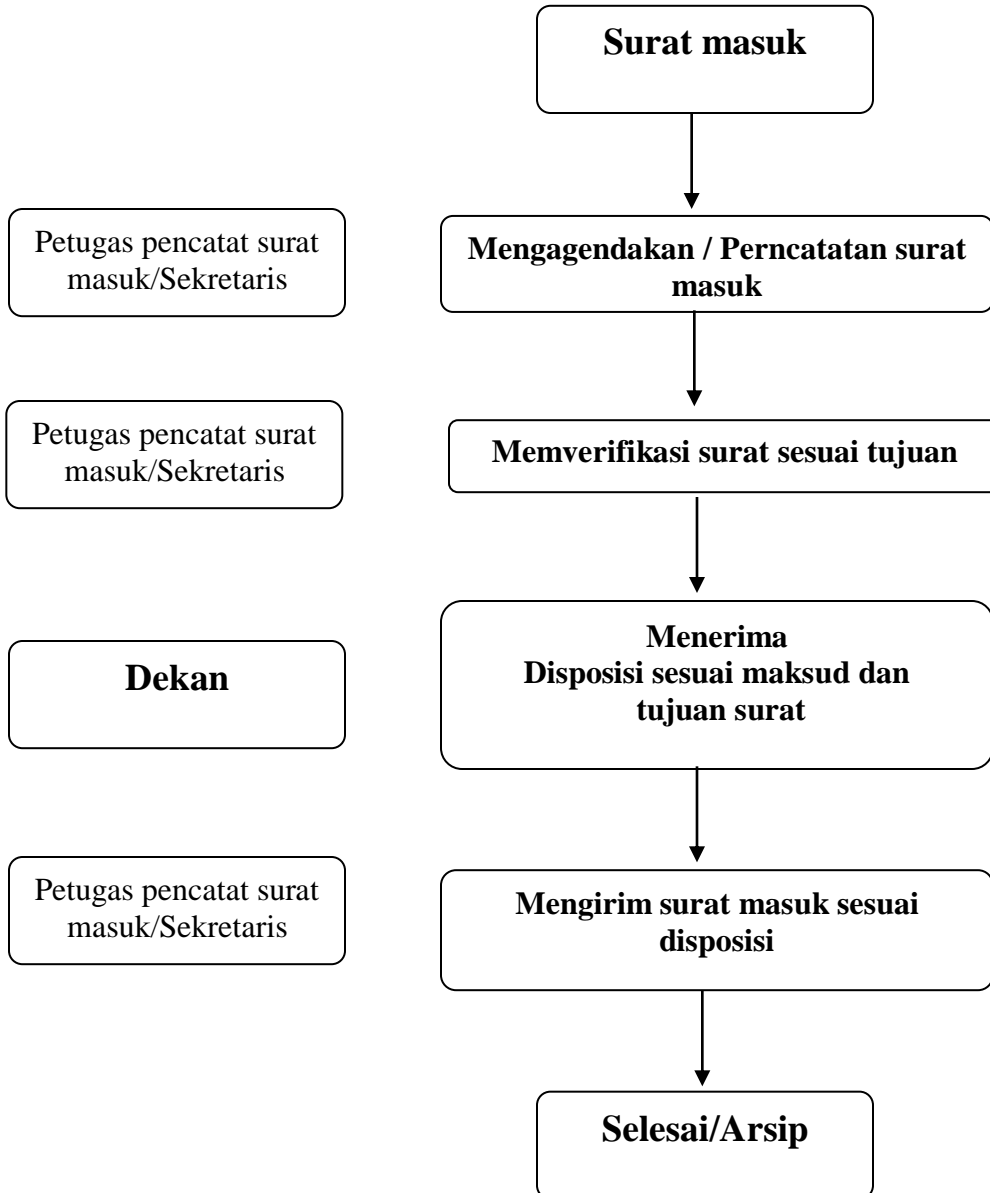 Surat masuk
Petugas pencatat surat
masuk/Sekretaris
Mengagendakan / Perncatatan surat
masuk
Petugas pencatat surat
masuk/Sekretaris
Memverifikasi surat sesuai tujuan
Dekan
Menerima
Disposisi sesuai maksud dan
tujuan surat
Petugas pencatat surat
masuk/Sekretaris
Mengirim surat masuk sesuai
disposisi
Selesai/Arsip